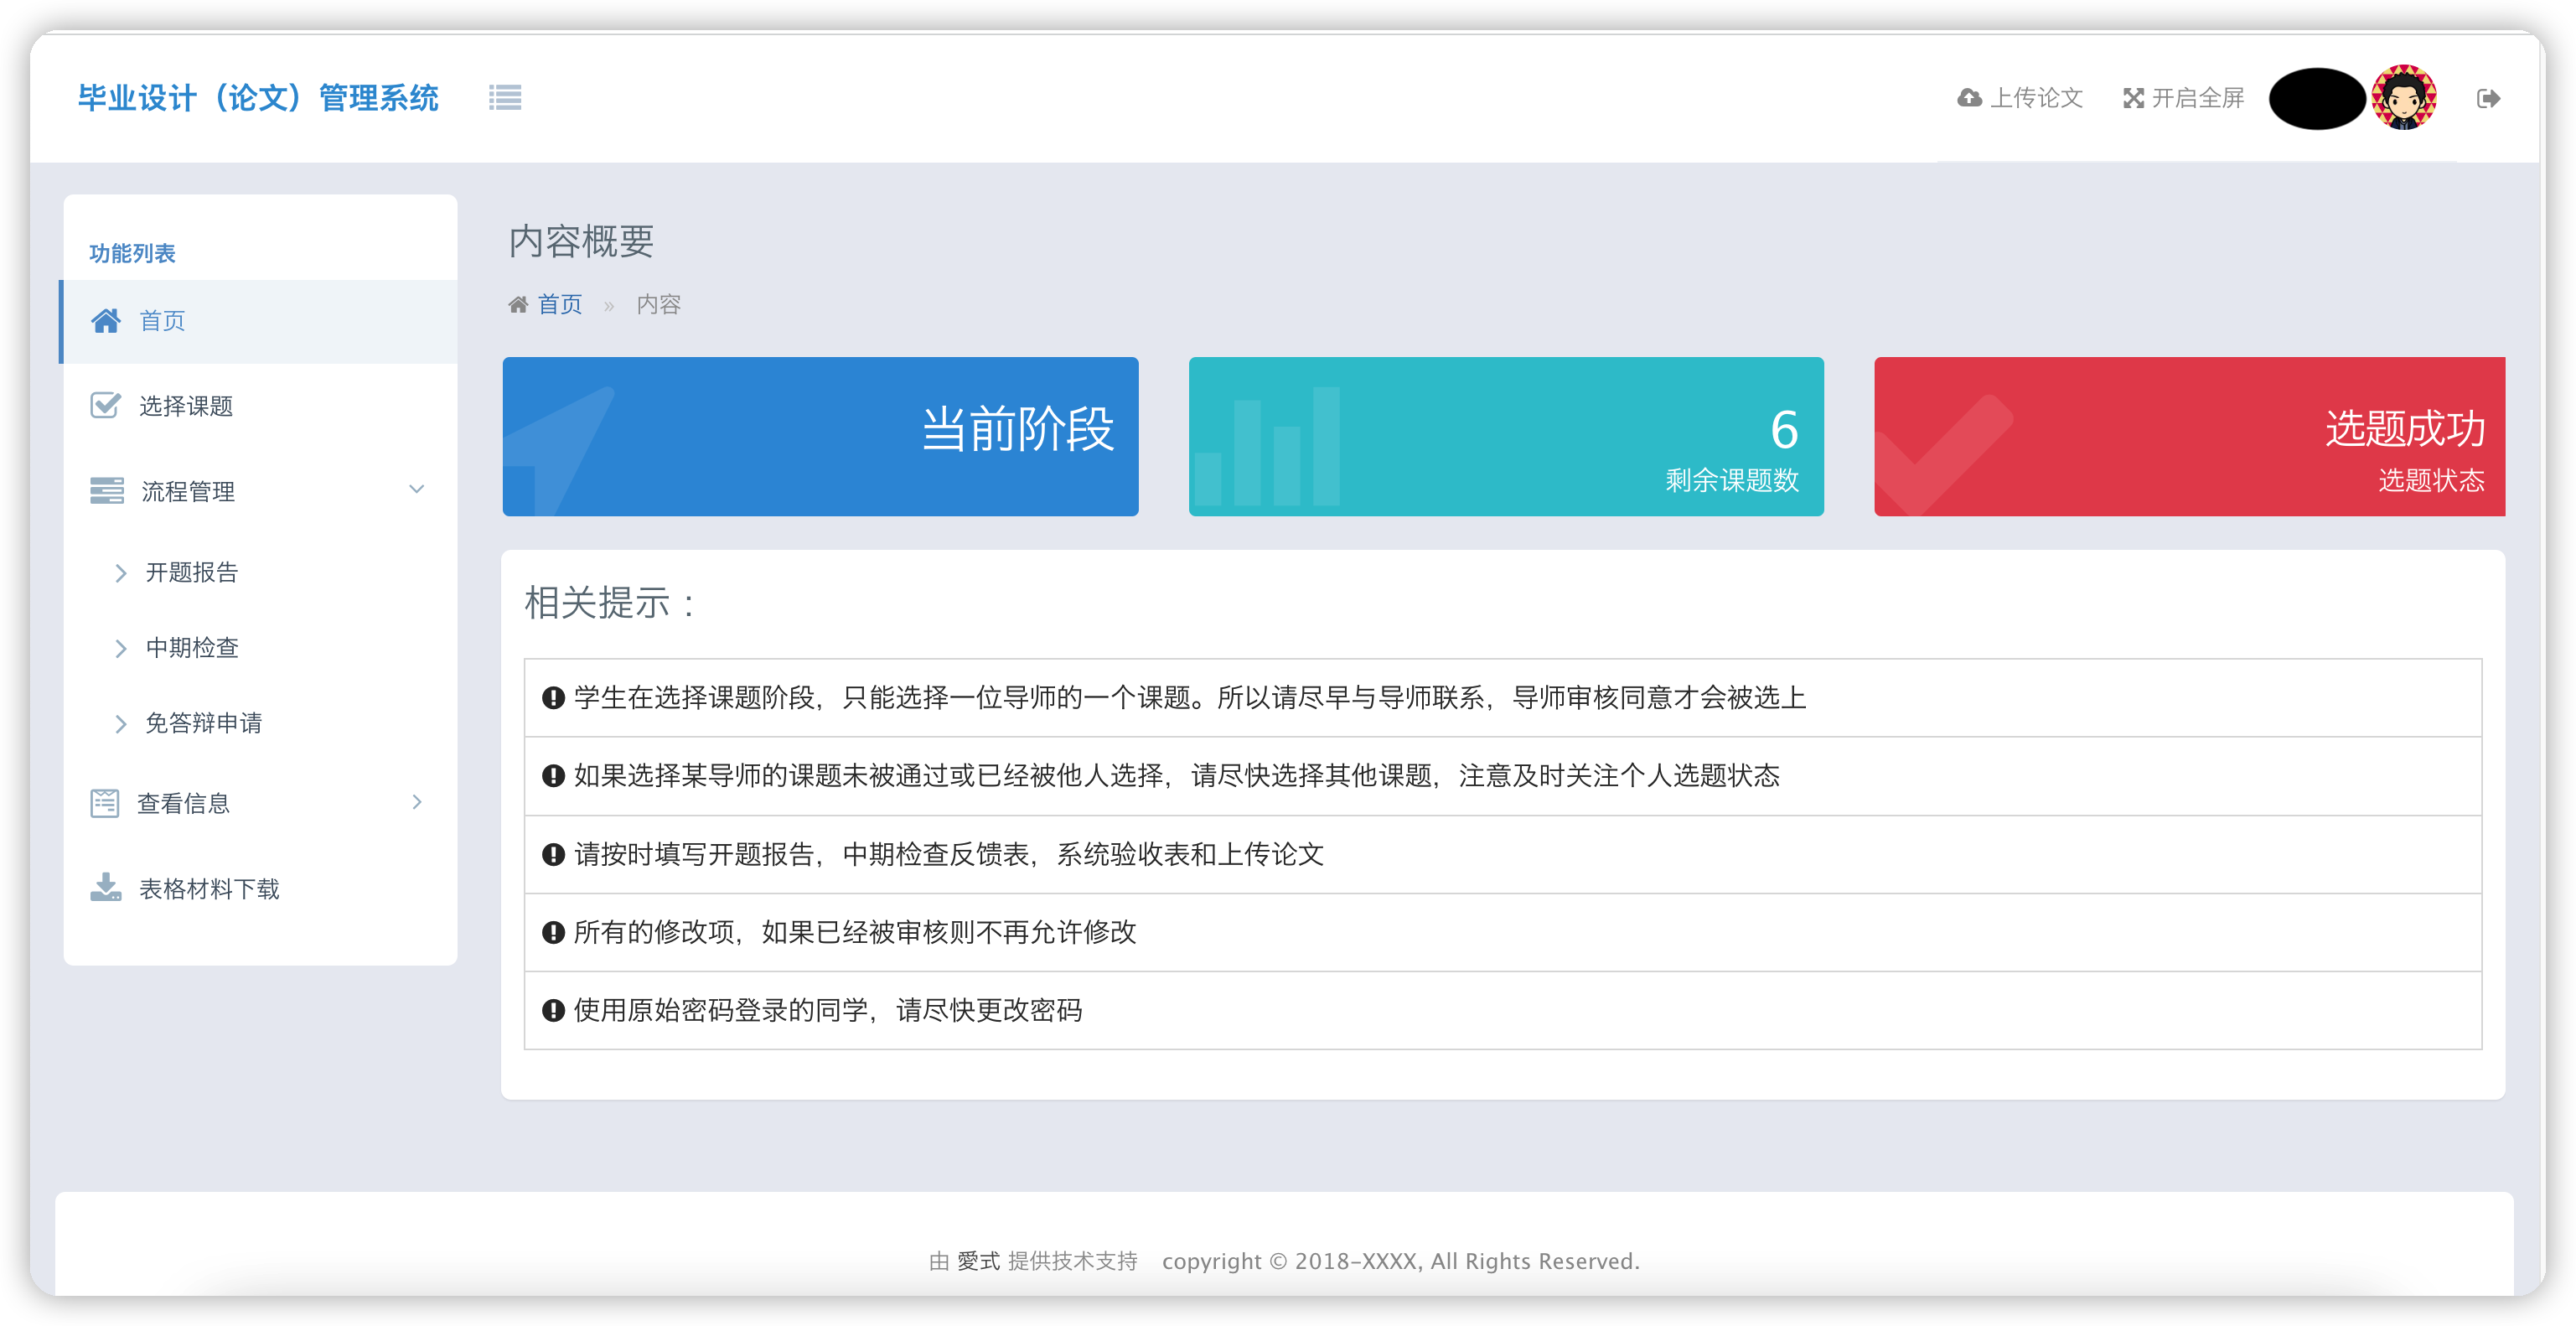 毕业设计（论文）管理系统
上传论文 开启全屏
功能列表
首页
选择课题
流程管理
开题报告
中期检查
免答辩申请
查看信息
表格材料下载
内容概要
首页 » 内容
当前阶段
6
剩余课题数
选题成功
选题状态
相关提示：
学生在选择课题阶段，只能选择一位导师的一个课题。所以请尽早与导师联系，导师审核同意才会被选上
如果选择某导师的课题未被通过或已经被他人选择，请尽快选择其他课题，注意及时关注个人选题状态
请按时填写开题报告，中期检查反馈表，系统验收表和上传论文
所有的修改项，如果已经被审核则不再允许修改
使用原始密码登录的同学，请尽快更改密码
由 愛式 提供技术支持 copyright © 2018-XXXX, All Rights Reserved.